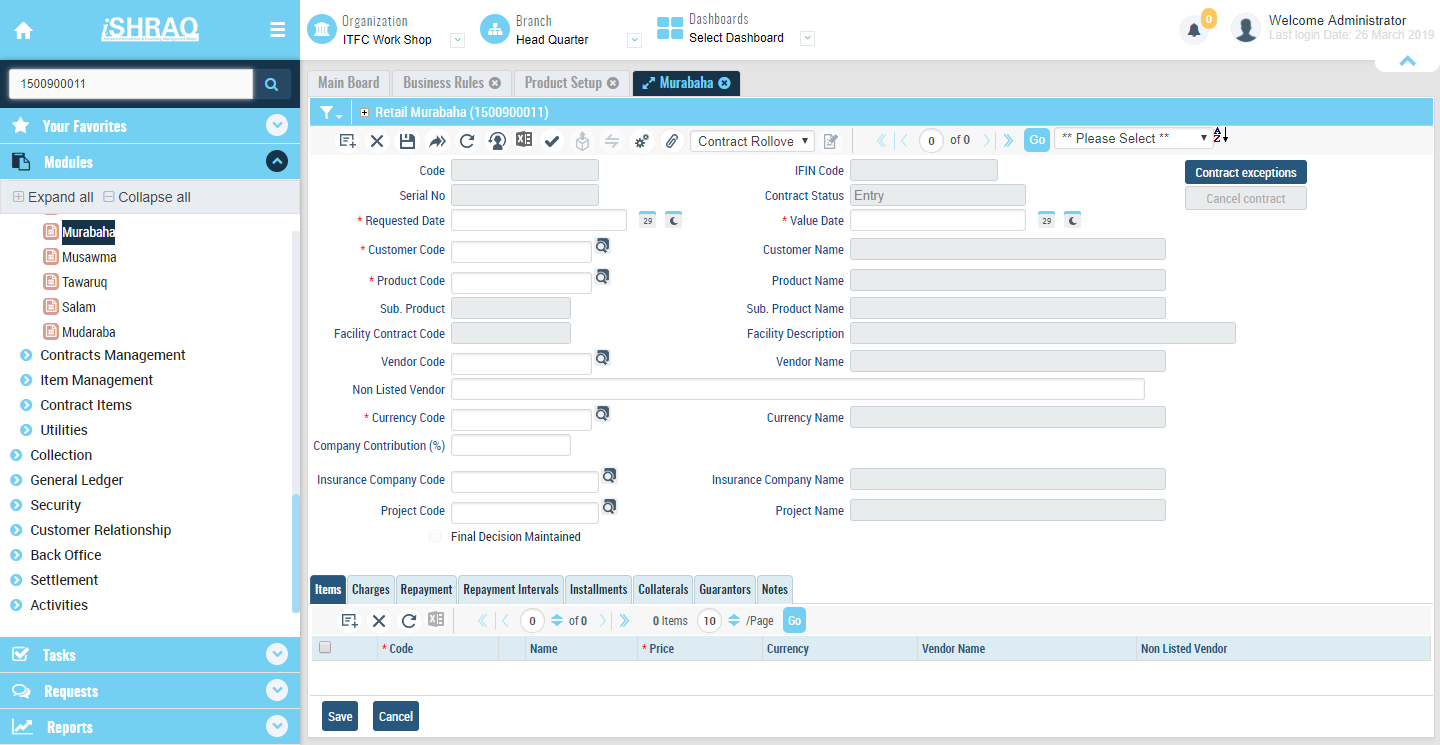 iSHRAQ
Organization
ITFC Work Shop
Branch
Head Quarter
Dashboards
Select Dashboard
0
Welcome Administrator
Last login Date: 26 March 2019
1500900011
Your Favorites
Modules
Expand all Collapse all
Murabaha
Musawma
Tawaruq
Salam
Mudaraba
Contracts Management
Item Management
Contract Items
Utilities
Collection
General Ledger
Security
Customer Relationship
Back Office
Settlement
Activities
Tasks
Requests
Reports
Main Board Business Rules Product Setup Murabaha
Retail Murabaha (1500900011)
Contract Rollove 0 of 0 Go ** Please Select ** A Z
Code IFIN Code Contract exceptions
Serial No Contract Status Entry Cancel contract
* Requested Date 29 * Value Date 29
* Customer Code Customer Name
* Product Code Product Name
Sub. Product Sub. Product Name
Facility Contract Code Facility Description
Vendor Code Vendor Name
Non Listed Vendor
* Currency Code Currency Name
Company Contribution (%)
Insurance Company Code Insurance Company Name
Project Code Project Name
Final Decision Maintained
Items Charges Repayment Repayment Intervals Installments Collaterals Guarantors Notes
0 of 0 0 Items 10 /Page Go
* Code Name * Price Currency Vendor Name Non Listed Vendor
Save Cancel